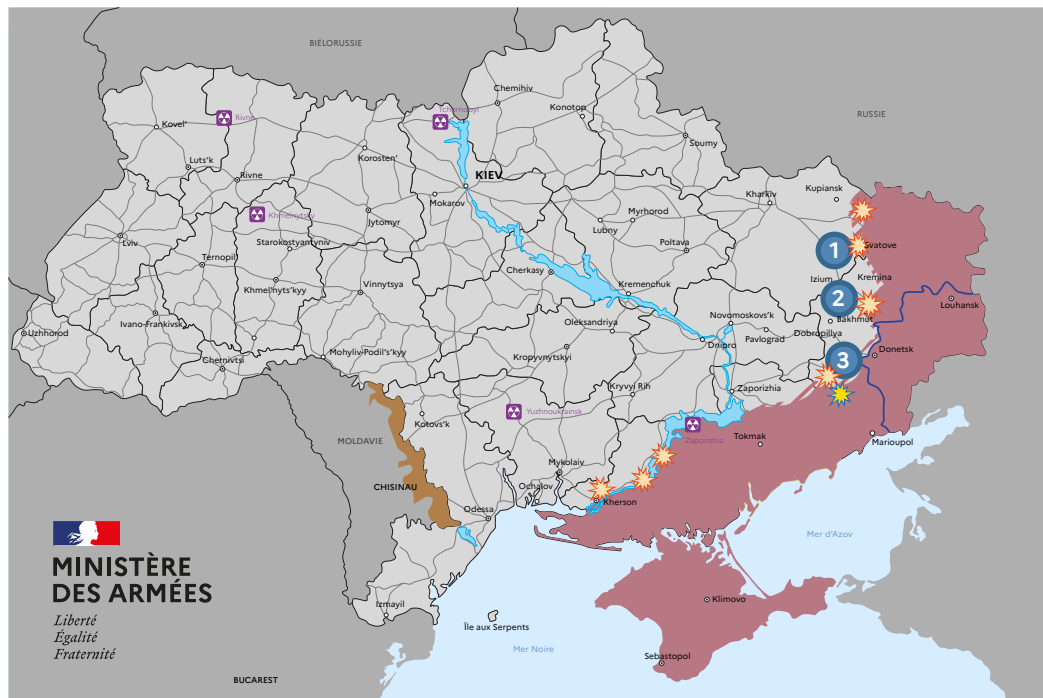 BIÉLORUSSIE
RUSSIE
Tchernobyl
Chernihiv
Konotop
Rivne
Kovel'
Soumy
Korosten'
Luts'k
Rivne
KIEV
Kharkiv
Kupiansk
Mokarov
Khmelnytsky
Jytomyr
Myrhorod
Lubny
Lviv
Starokostyantyniv
Poltava
1
Svatove
Ternopil
Cherkasy
Izium
Kremina
Khmel'nyts'kyy
Vinnytsya
Kremenchuk
2
Louhansk
Ivano-Frankivsk
Oleksandriya
Novomoskovs'k
Bakhmut
Uzhhorod
Dobropillya
Pavlograd
Dnipro
Chernivtsi
Mohyliv-Podil's'kyy
Kropyvnytskyi
3
Donetsk
Kryvyi Rih
Zaporizhia
Kotovs'k
Yuzhnoukrainsk
Zaporizhia
Tokmak
Marioupol
MOLDAVIE
Mykolaiv
CHISINAU
Ochalov
Kherson
Odessa
Mer d'Azov
MINISTÈRE
DES ARMÉES
Liberté
Égalité
Fraternité
Izmayil
Klimovo
Île aux Serpents
Mer Noire
Sebastopol
BUCAREST